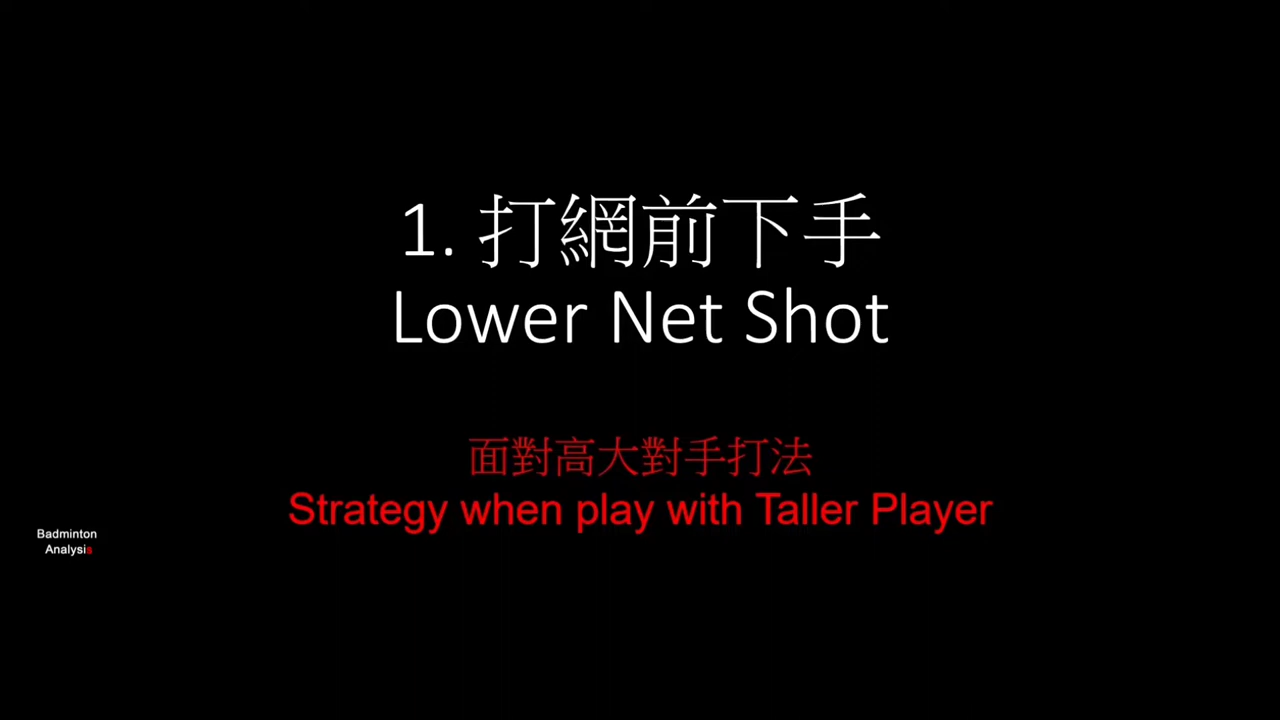 1. 打網前下手
Lower Net Shot
面對高大對手打法
Strategy when play with Taller Player
Badminton
Analysis